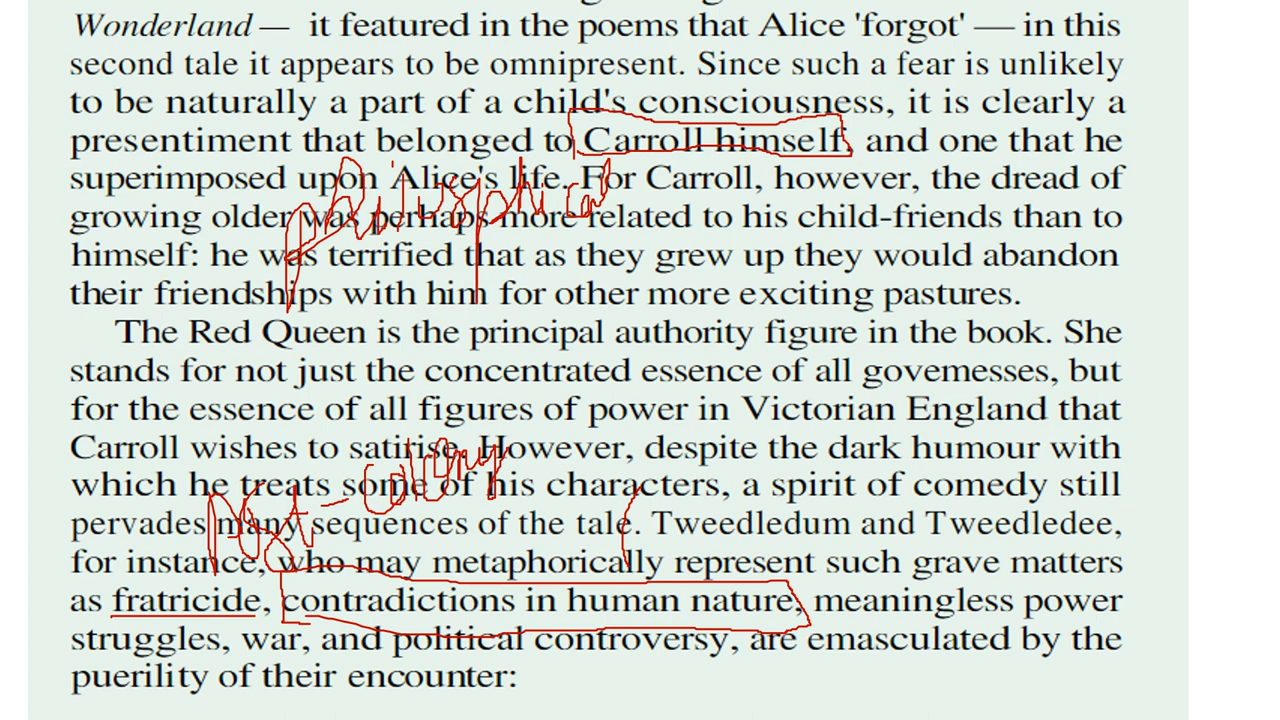 Wonderland — it featured in the poems that Alice 'forgot' — in this
second tale it appears to be omnipresent. Since such a fear is unlikely
to be naturally a part of a child's consciousness, it is clearly a
presentiment that belonged to Carroll himself, and one that he
superimposed upon Alice's life. For Carroll, however, the dread of
philosphical
growing older was perhaps more related to his child-friends than to
himself: he was terrified that as they grew up they would abandon
their friendships with him for other more exciting pastures.
The Red Queen is the principal authority figure in the book. She
stands for not just the concentrated essence of all govemesses, but
for the essence of all figures of power in Victorian England that
Carroll wishes to satirise. However, despite the dark humour with
post-colony
which he treats some of his characters, a spirit of comedy still
pervades many sequences of the tale. Tweedledum and Tweedledee,
for instance, who may metaphorically represent such grave matters
as fratricide, contradictions in human nature, meaningless power
struggles, war, and political controversy, are emasculated by the
puerility of their encounter: